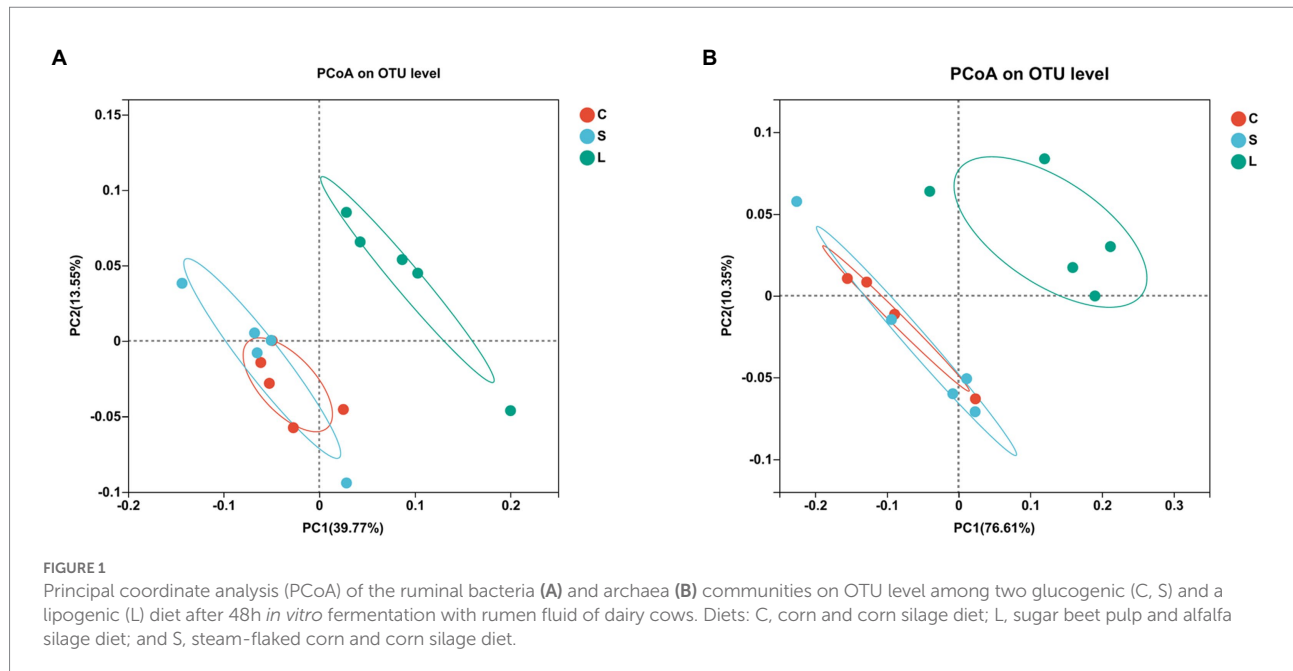 A
PCoA on OTU level
0.15
0.1
0.05
0
-0.05
-0.1
PC2(13.55%)
-0.2
-0.1
0
0.1
0.2
PC1(39.77%)
C
S
L
B
PCoA on OTU level
0.1
0.05
0
-0.05
-0.1
PC2(10.35%)
-0.2
-0.1
0
0.1
0.2
0.3
PC1(76.61%)
C
S
L
FIGURE 1
Principal coordinate analysis (PCoA) of the ruminal bacteria (A) and archaea (B) communities on OTU level among two glucogenic (C, S) and a
lipogenic (L) diet after 48h in vitro fermentation with rumen fluid of dairy cows. Diets: C, corn and corn silage diet; L, sugar beet pulp and alfalfa
silage diet; and S, steam-flaked corn and corn silage diet.